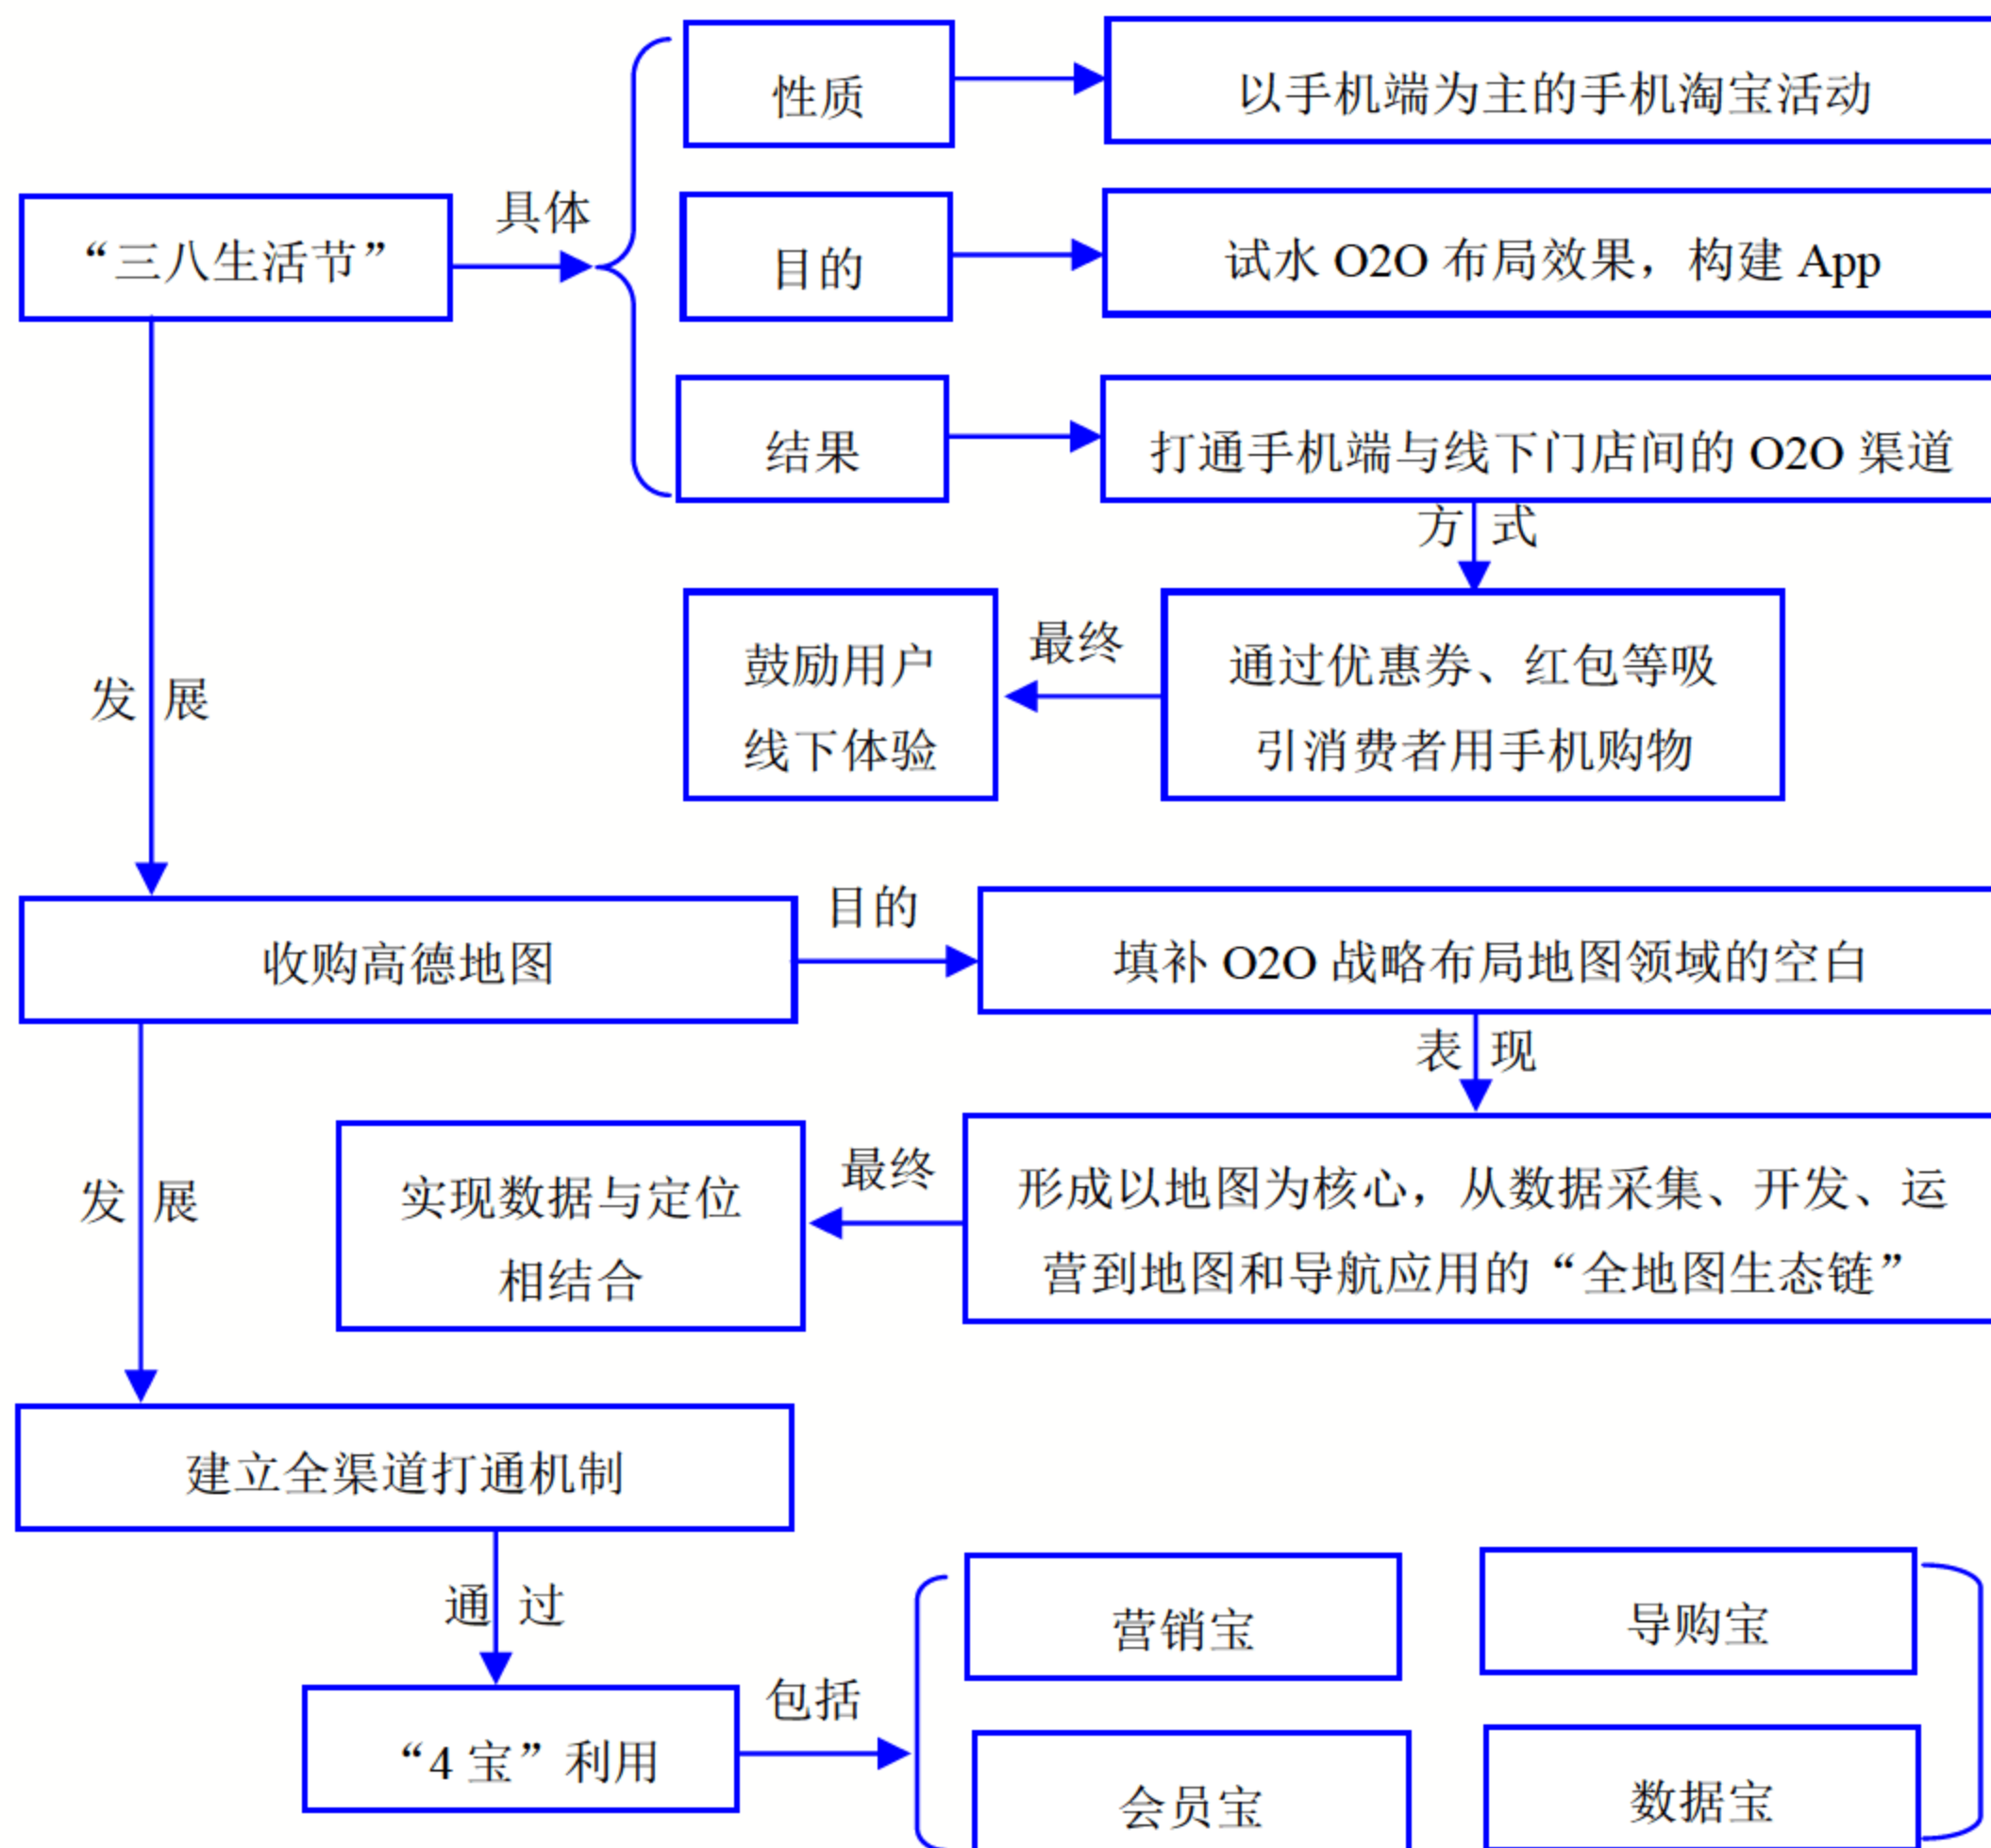 性质
以手机端为主的手机淘宝活动
“三八生活节”
具体
目的
试水 O2O 布局效果，构建 App
结果
打通手机端与线下门店间的 O2O 渠道
方 式
鼓励用户
线下体验
最终
通过优惠券、红包等吸
引消费者用手机购物
发 展
收购高德地图
目的
填补 O2O 战略布局地图领域的空白
表 现
实现数据与定位
相结合
最终
形成以地图为核心，从数据采集、开发、运
营到地图和导航应用的“全地图生态链”
发 展
建立全渠道打通机制
通 过
“4 宝”利用
包括
营销宝
导购宝
会员宝
数据宝